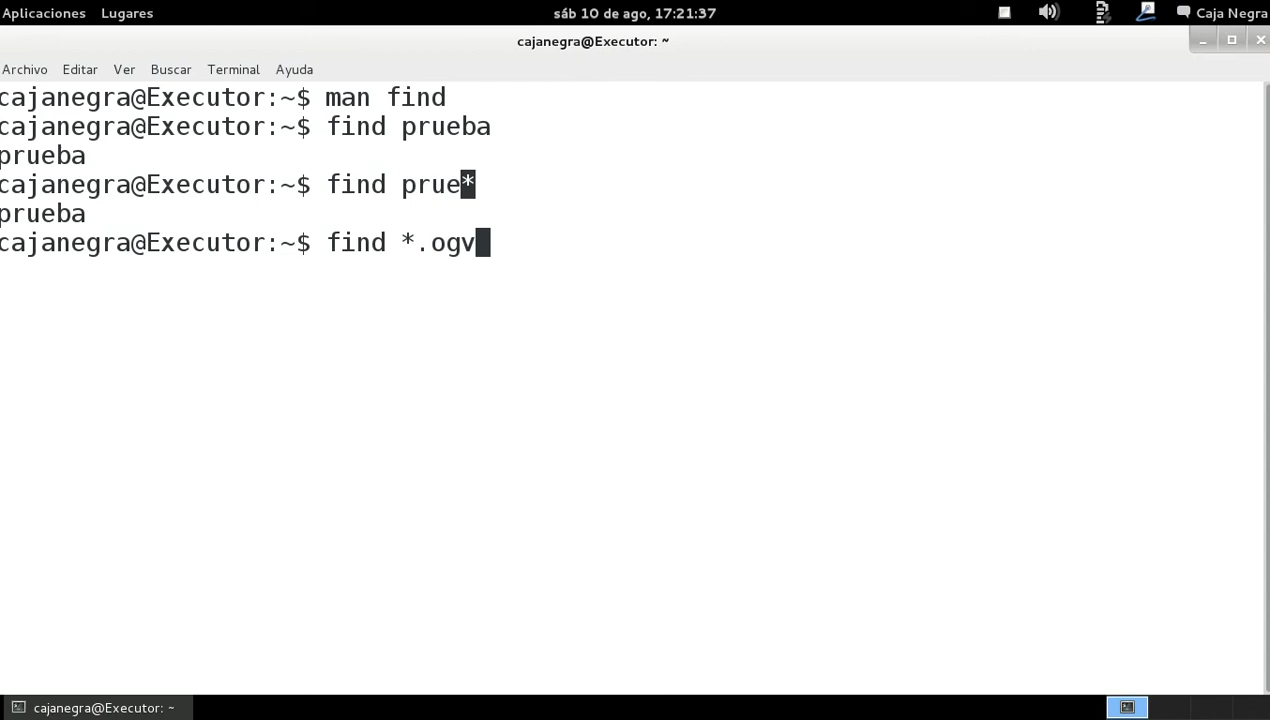 Aplicaciones Lugares sáb 10 de ago, 17:21:37 Caja Negra
cajanegra@Executor: ~
Archivo Editar Ver Buscar Terminal Ayuda
cajanegra@Executor:~$ man find
cajanegra@Executor:~$ find prueba
prueba
cajanegra@Executor:~$ find prue*
prueba
cajanegra@Executor:~$ find *.ogv
cajanegra@Executor: ~